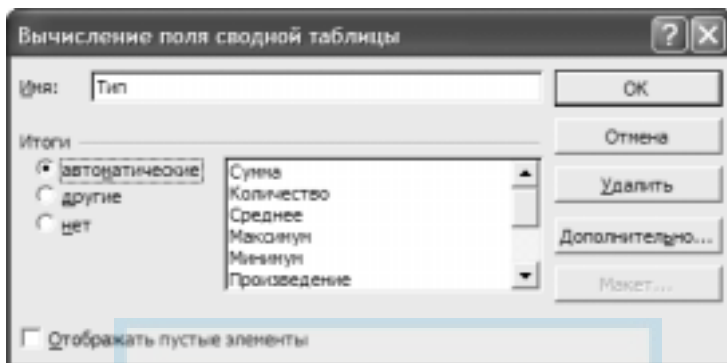 Вычисление поля сводной таблицы
Имя: Тип
ОК
Итоги
Отмена
автоматические
другие
нет
Сумма
Количество
Среднее
Максимум
Минимум
Произведение
Удалить
Дополнительно...
Макет...
Отображать пустые элементы